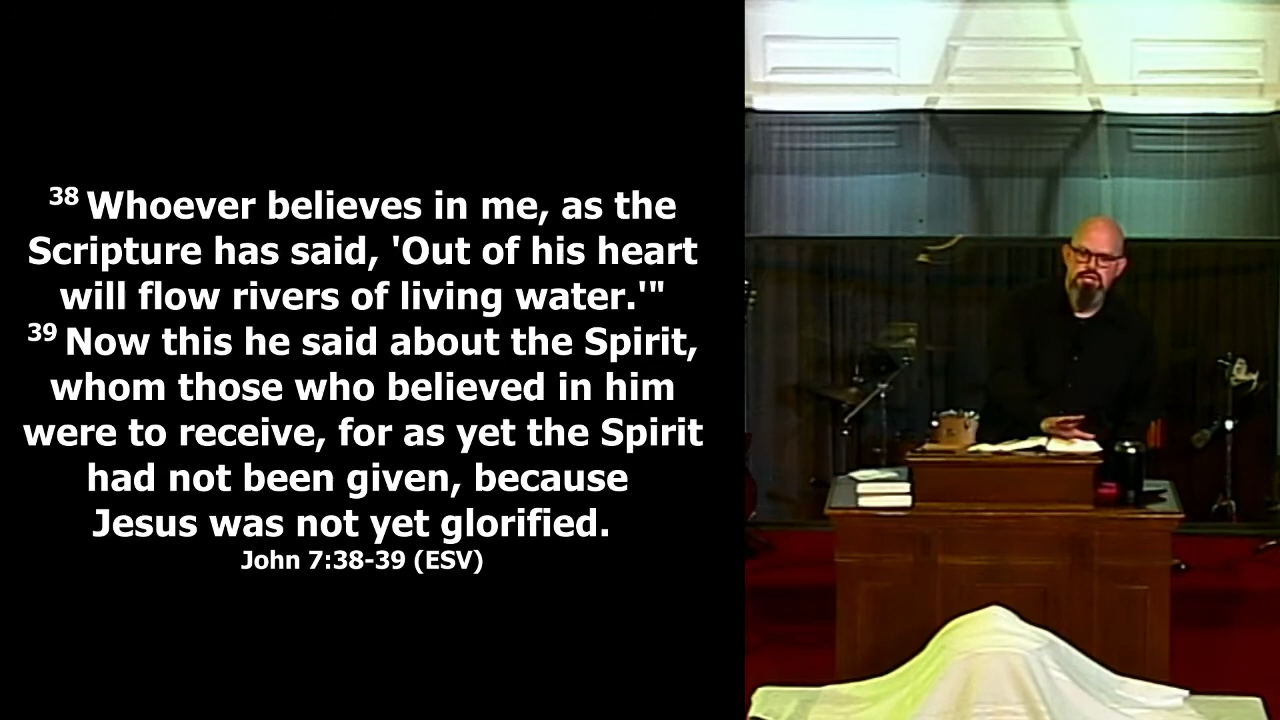 38 Whoever believes in me, as the
Scripture has said, 'Out of his heart
will flow rivers of living water.'"
39 Now this he said about the Spirit,
whom those who believed in him
were to receive, for as yet the Spirit
had not been given, because
Jesus was not yet glorified.
John 7:38-39 (ESV)